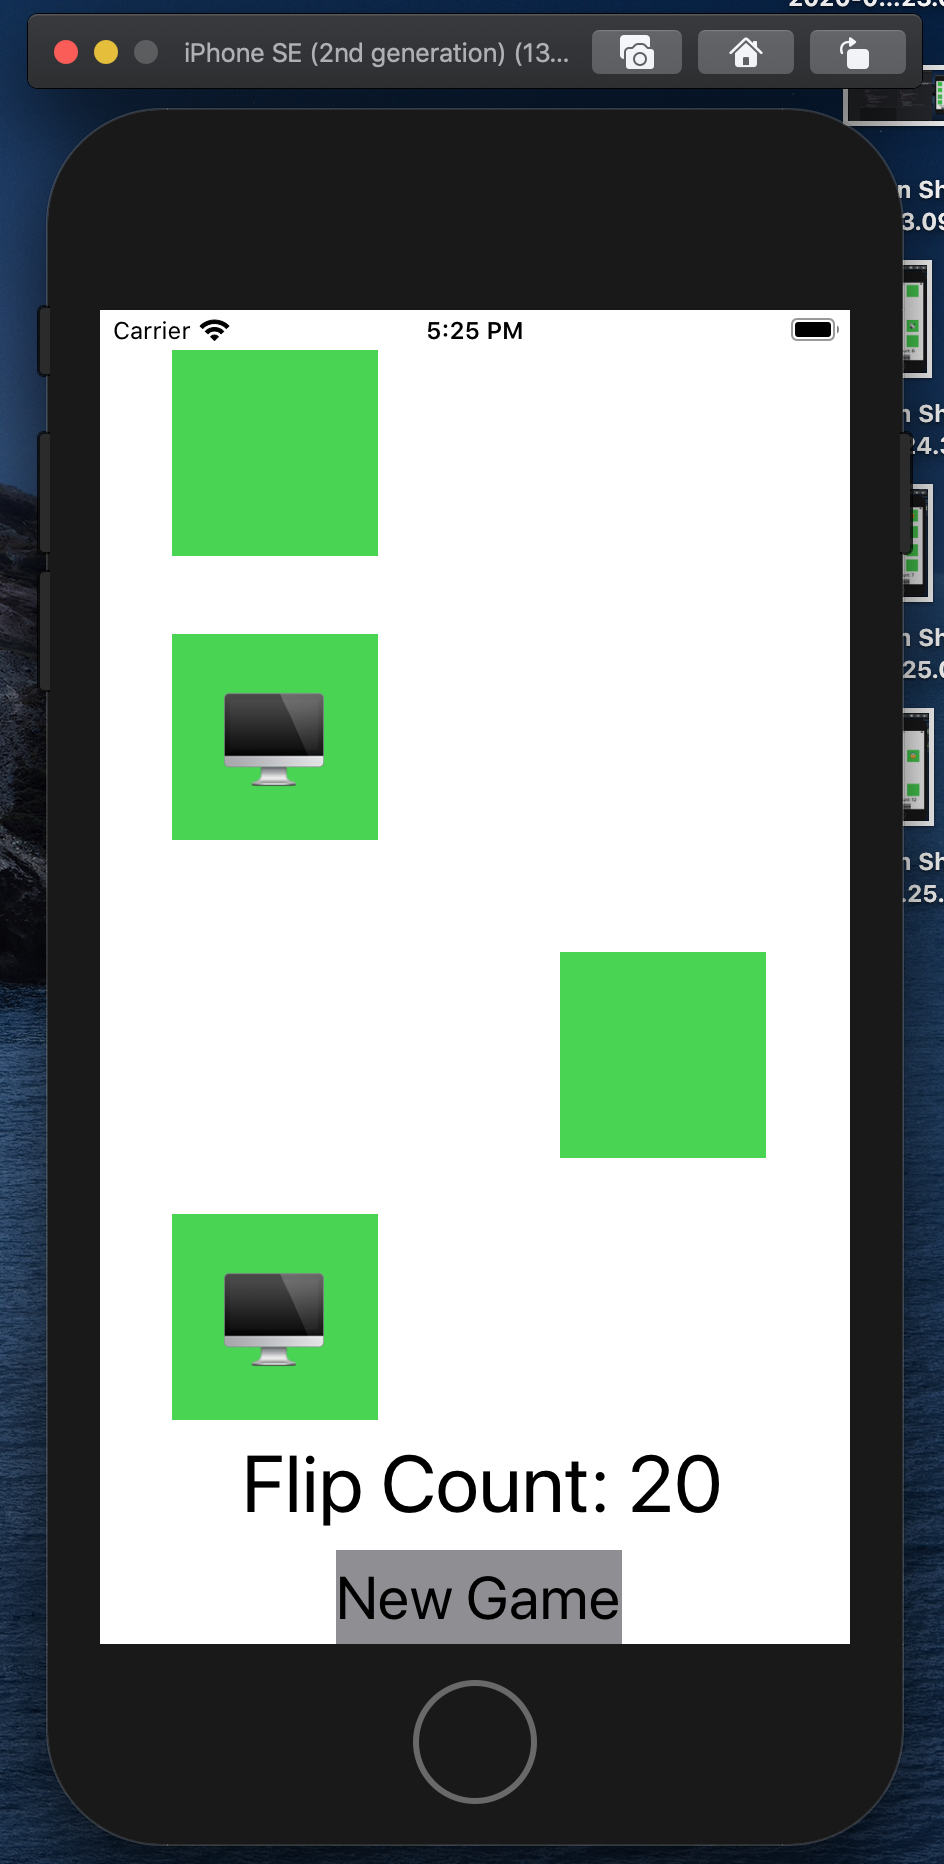 iPhone SE (2nd generation) (13...
Carrier
5:25 PM
Flip Count: 20
New Game